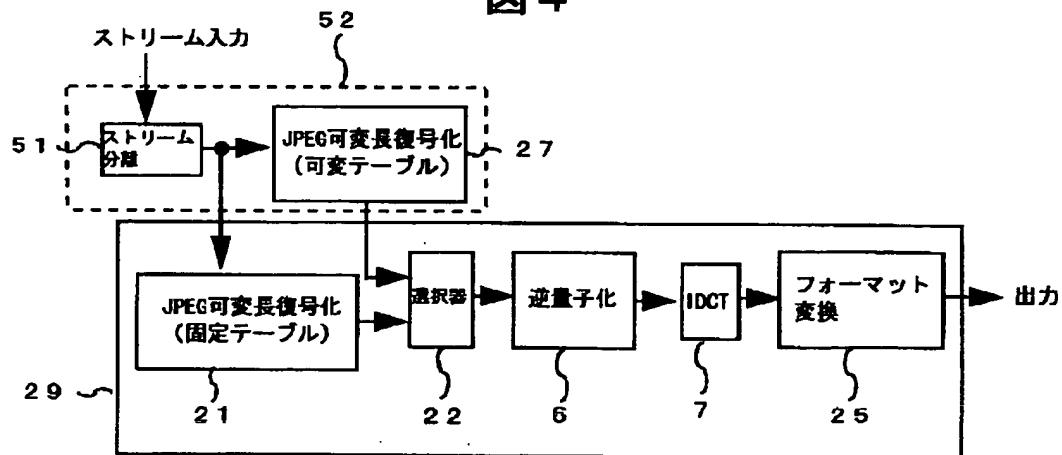 図4
52
ストリーム入力
51
ストリーム
分離
JPEG可変長復号化
(可変テーブル)
27
JPEG可変長復号化
(固定テーブル)
選択器
逆量子化
IDCT
フォーマット
変換
出力
29
21
22
6
7
25